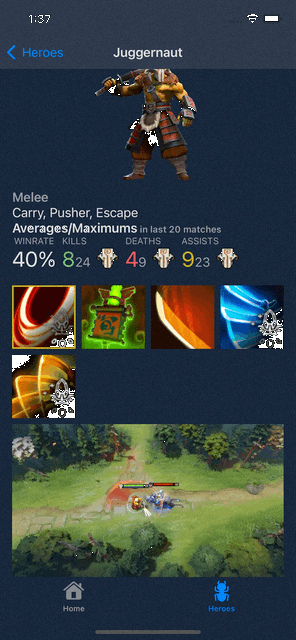 1:37
Heroes
Juggernaut
Melee
Carry, Pusher, Escape
Averages/Maximums in last 20 matches
WINRATE KILLS DEATHS ASSISTS
40% 8 24 4 9 9 23
Home
Heroes